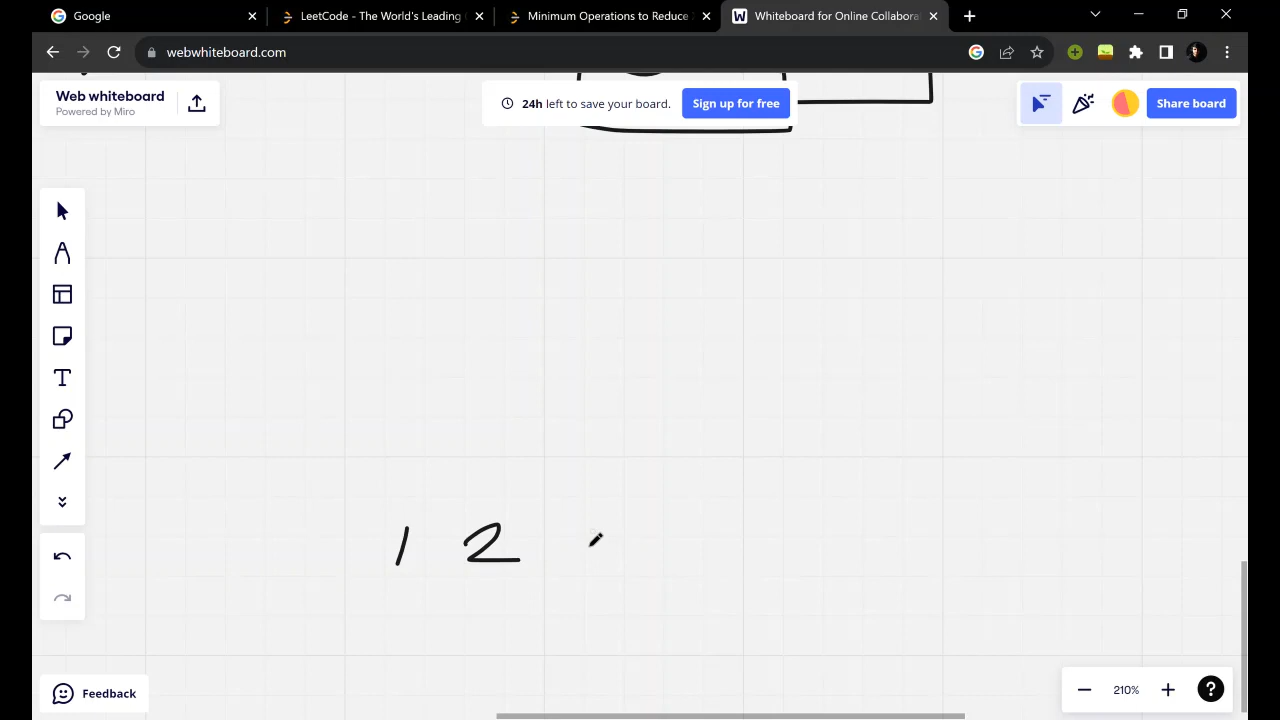 Google
LeetCode - The World's Leading
Minimum Operations to Reduce
Whiteboard for Online Collabora
webwhiteboard.com
Web whiteboard
Powered by Miro
24h left to save your board.
Sign up for free
Share board
T
1 2
Feedback
210%
?